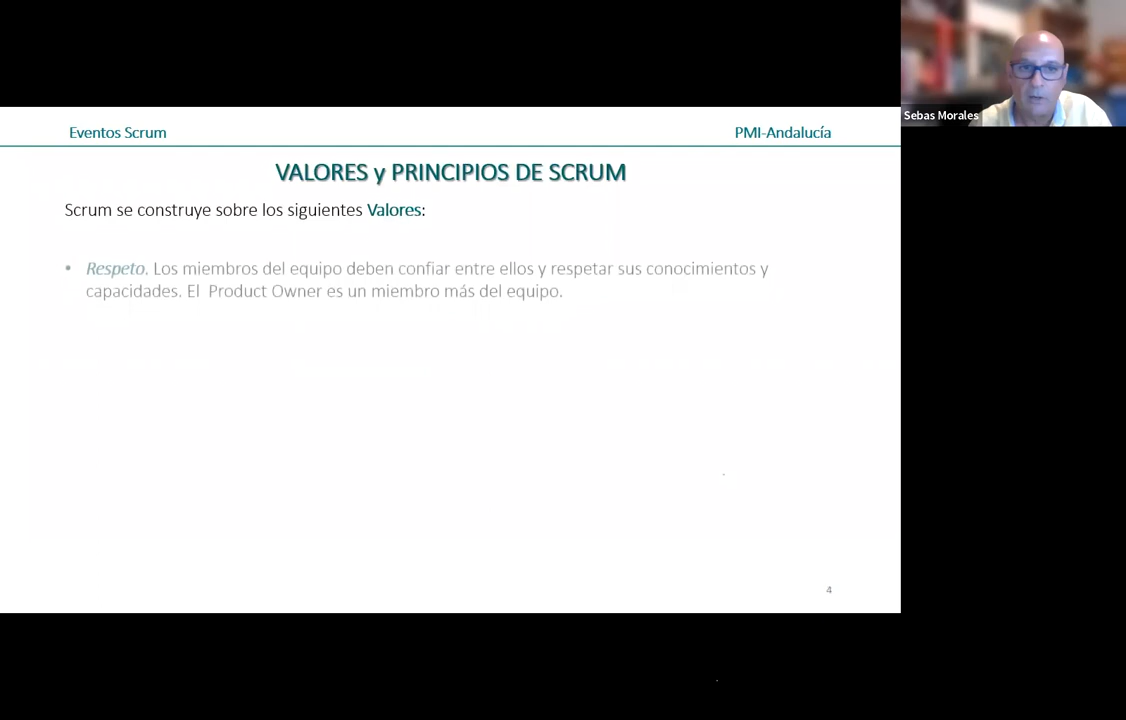 Eventos Scrum
PMI-Andalucía
VALORES y PRINCIPIOS DE SCRUM
Scrum se construye sobre los siguientes Valores:
• Respeto. Los miembros del equipo deben confiar entre ellos y respetar sus conocimientos y
capacidades. El Product Owner es un miembro más del equipo.
4
Sebas Morales